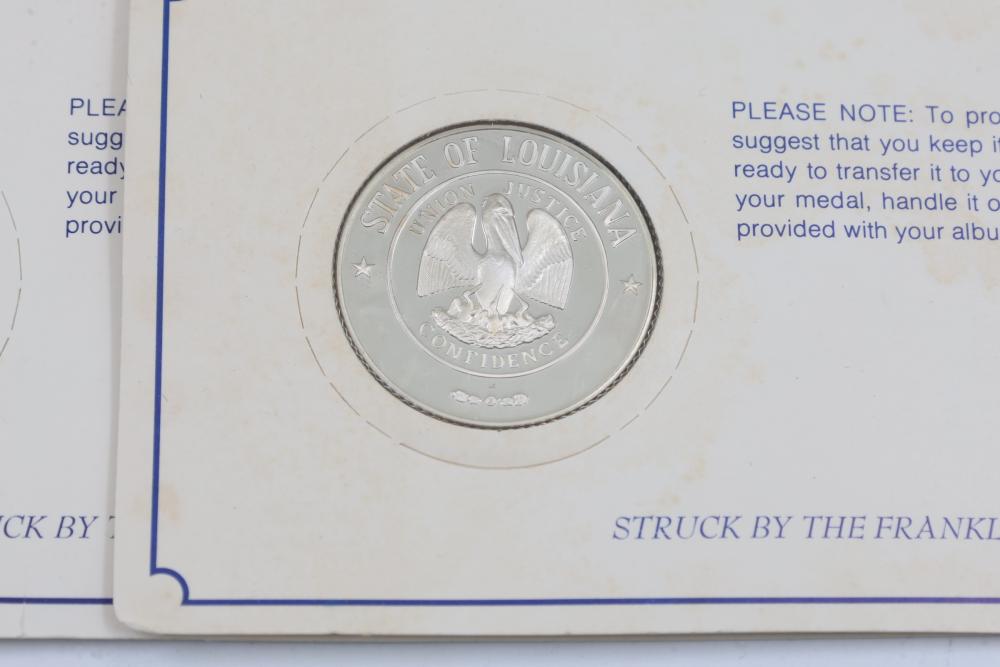 PLEA
sugg
ready
your
provi
CK BY
STATE OF LOUISIANA
UNION JUSTICE
CONFIDENCE
PLEASE NOTE: To pro
suggest that you keep i
ready to transfer it to yo
your medal, handle it o
provided with your albu
STRUCK BY THE FRANKL